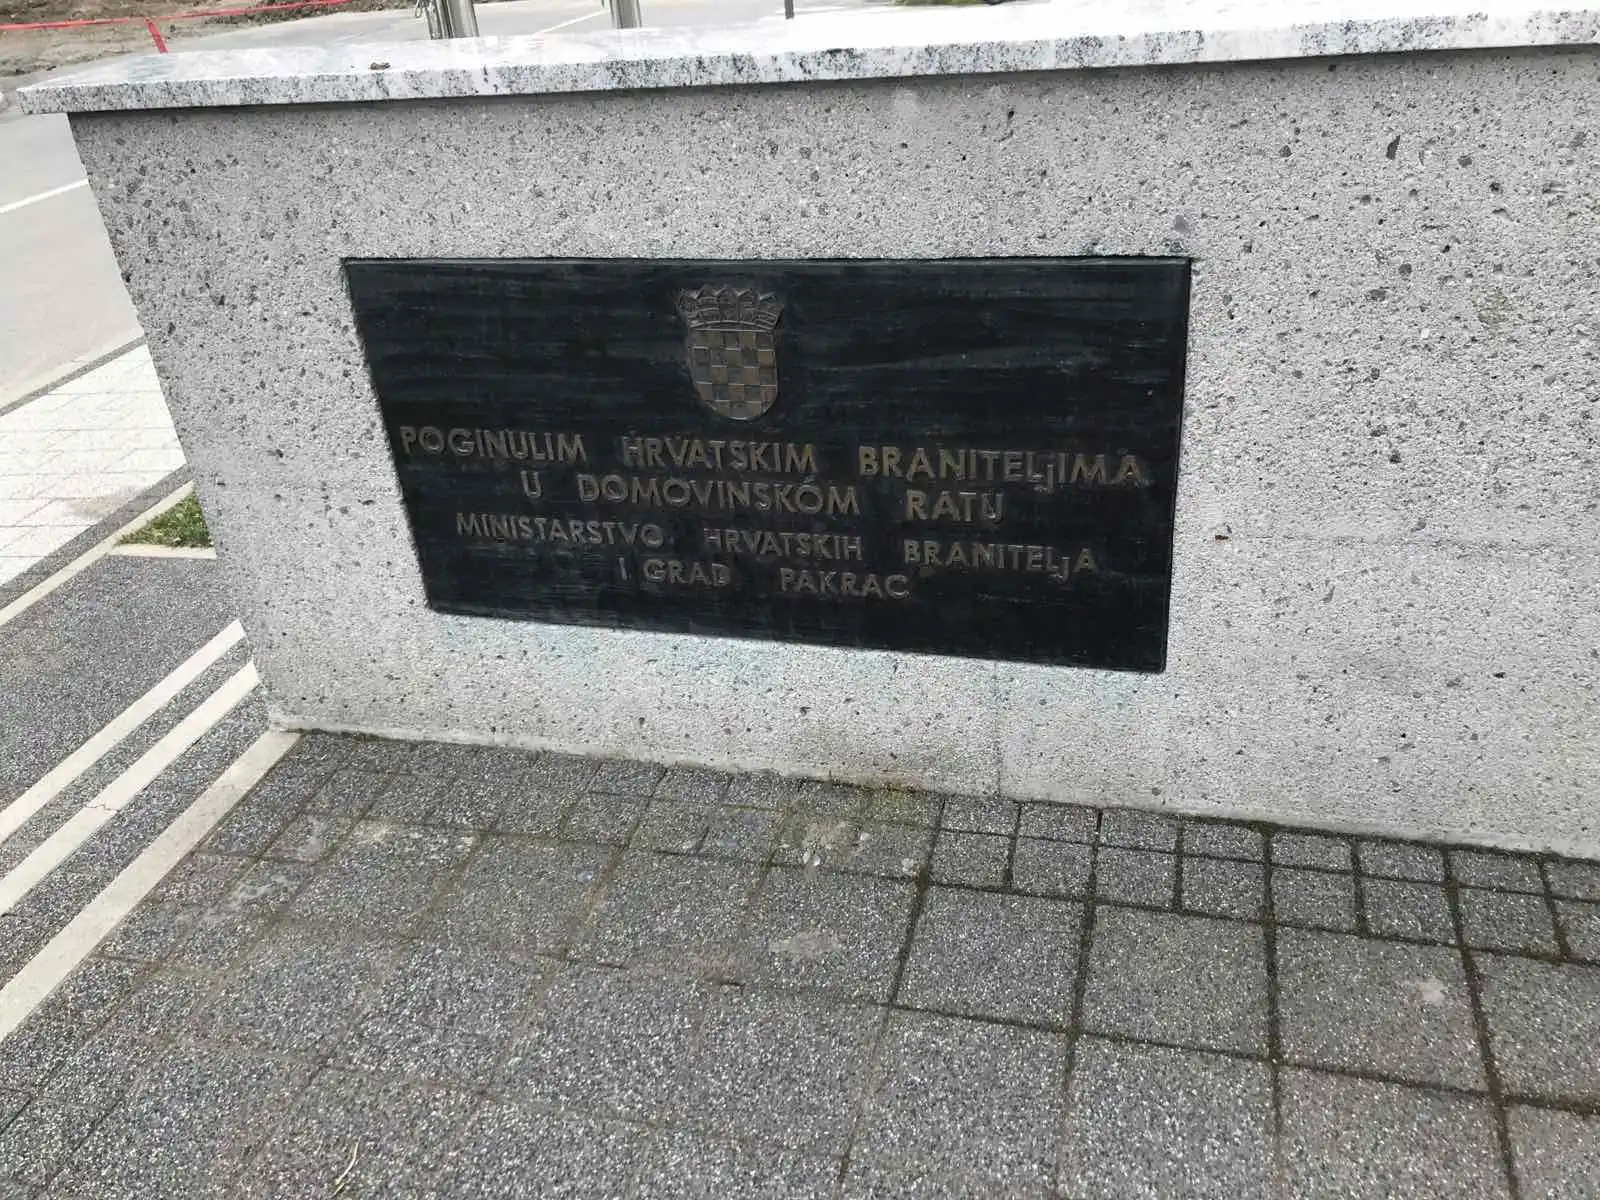 POGINULIM HRVATSKIM BRANITELjIMA
U DOMOVINSKOM RATU
MINISTARSTVO HRVATSKIH BRANITELjA
I GRAD PAKRAC